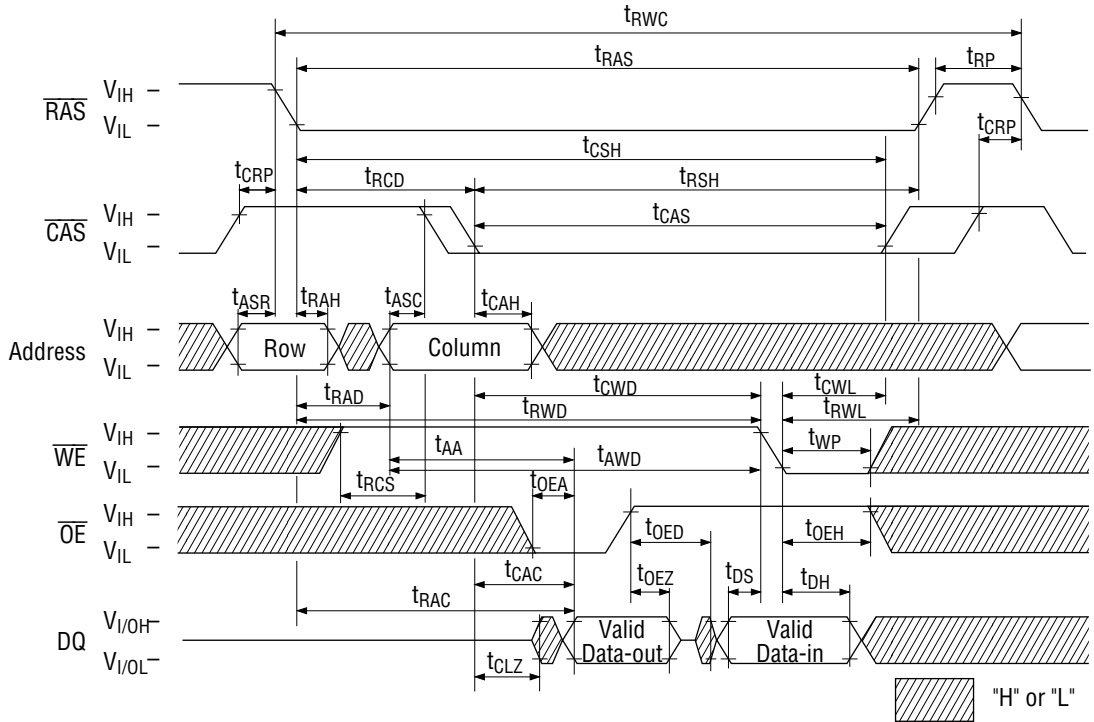 tRWC
tRAS
tRP
RAS
VIH
VIL
tCRP
tCSH
tCRP
tRCD
tRSH
CAS
VIH
VIL
tCAS
tASR
tRAH
tASC
tCAH
Address
VIH
VIL
Row
Column
tRAD
tCWD
tCWL
tRWD
tRWL
WE
VIH
VIL
tAA
tAWD
tWP
tRCS
tOEA
OE
VIH
VIL
tOED
tOEH
tCAC
tOEZ
tDS
tDH
tRAC
DQ
VI/OH
VI/OL
Valid
Data-out
Valid
Data-in
tCLZ
"H" or "L"